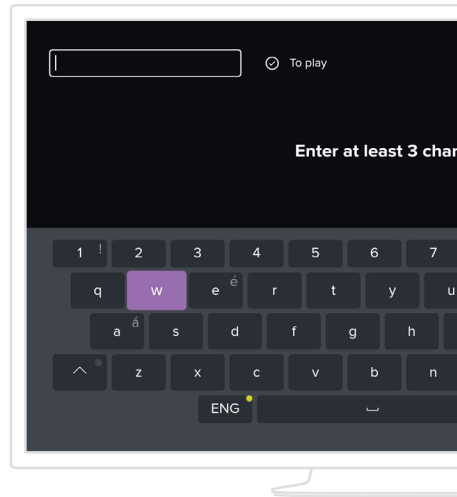 To play
Enter at least 3 char
1 ! 2 3 4 5 6 7
q w e é r t y u
a á s d f g h
z x c v b n
ENG